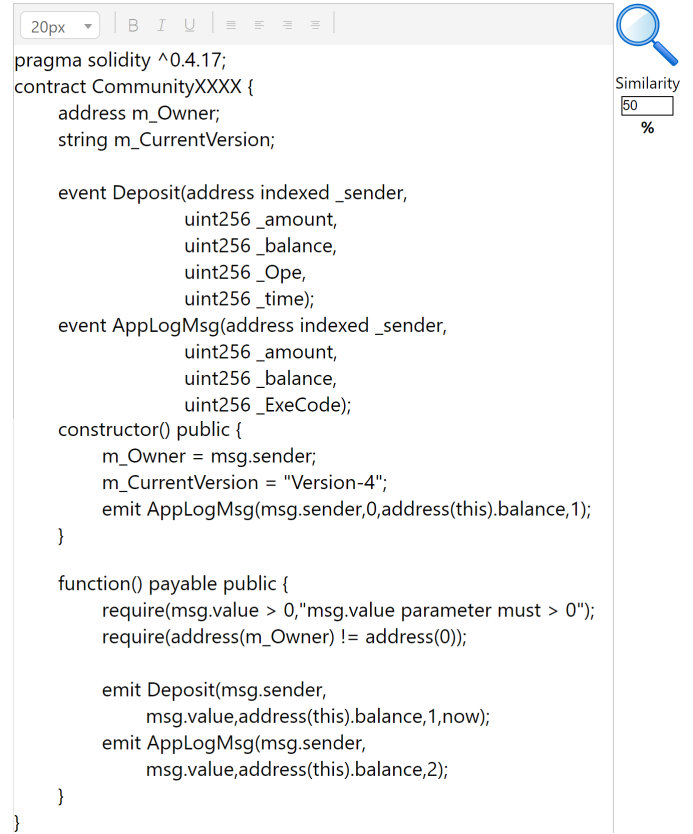 20px B I U
pragma solidity ^0.4.17;
contract CommunityXXXX {
address m_Owner;
string m_CurrentVersion;
event Deposit(address indexed _sender,
uint256 _amount,
uint256 _balance,
uint256 _Ope,
uint256 _time);
event AppLogMsg(address indexed _sender,
uint256 _amount,
uint256 _balance,
uint256 _ExeCode);
constructor() public {
m_Owner = msg.sender;
m_CurrentVersion = "Version-4";
emit AppLogMsg(msg.sender,0,address(this).balance,1);
}
function() payable public {
require(msg.value > 0,"msg.value parameter must > 0");
require(address(m_Owner) != address(0));
emit Deposit(msg.sender,
msg.value,address(this).balance,1,now);
emit AppLogMsg(msg.sender,
msg.value,address(this).balance,2);
}
}
Similarity
50
%